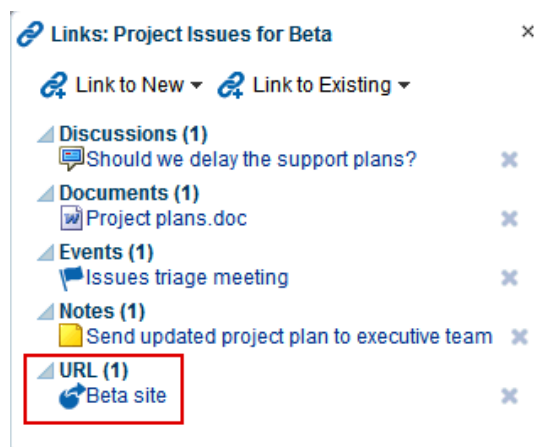 Links: Project Issues for Beta
Link to New Link to Existing
Discussions (1)
Should we delay the support plans?
Documents (1)
Project plans.doc
Events (1)
Issues triage meeting
Notes (1)
Send updated project plan to executive team
URL (1)
Beta site